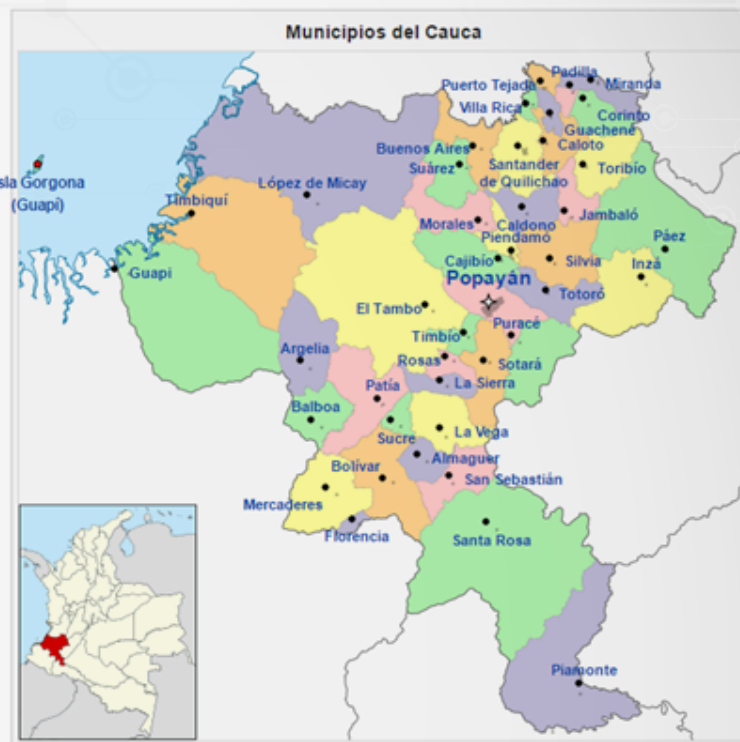 Municipios del Cauca
Padilla
Puerto Tejada
Miranda
Villa Rica
Corinto
Guachené
Buenos Aires
Caloto
Suárez
Santander
de Quilichao
Toribío
sla Gorgona
(Guapi)
López de Micay
Timbiquí
Morales
Caldono
Jambaló
Piendamó
Páez
Cajibío
Silvia
Inzá
Guapi
Popayán
Totoró
El Tambo
Puracé
Timbío
Argelia
Rosas
Sotará
Patía
La Sierra
Balboa
Sucre
La Vega
Almaguer
Bolívar
San Sebastián
Mercaderes
Florencia
Santa Rosa
Piamonte